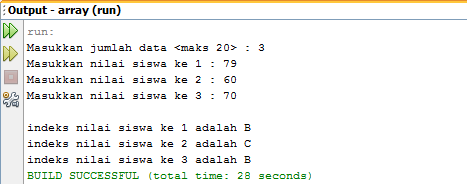 Output - array (run)
run:
Masukkan jumlah data <maks 20> : 3
Masukkan nilai siswa ke 1 : 79
Masukkan nilai siswa ke 2 : 60
Masukkan nilai siswa ke 3 : 70
indeks nilai siswa ke 1 adalah B
indeks nilai siswa ke 2 adalah C
indeks nilai siswa ke 3 adalah B
BUILD SUCCESSFUL (total time: 28 seconds)